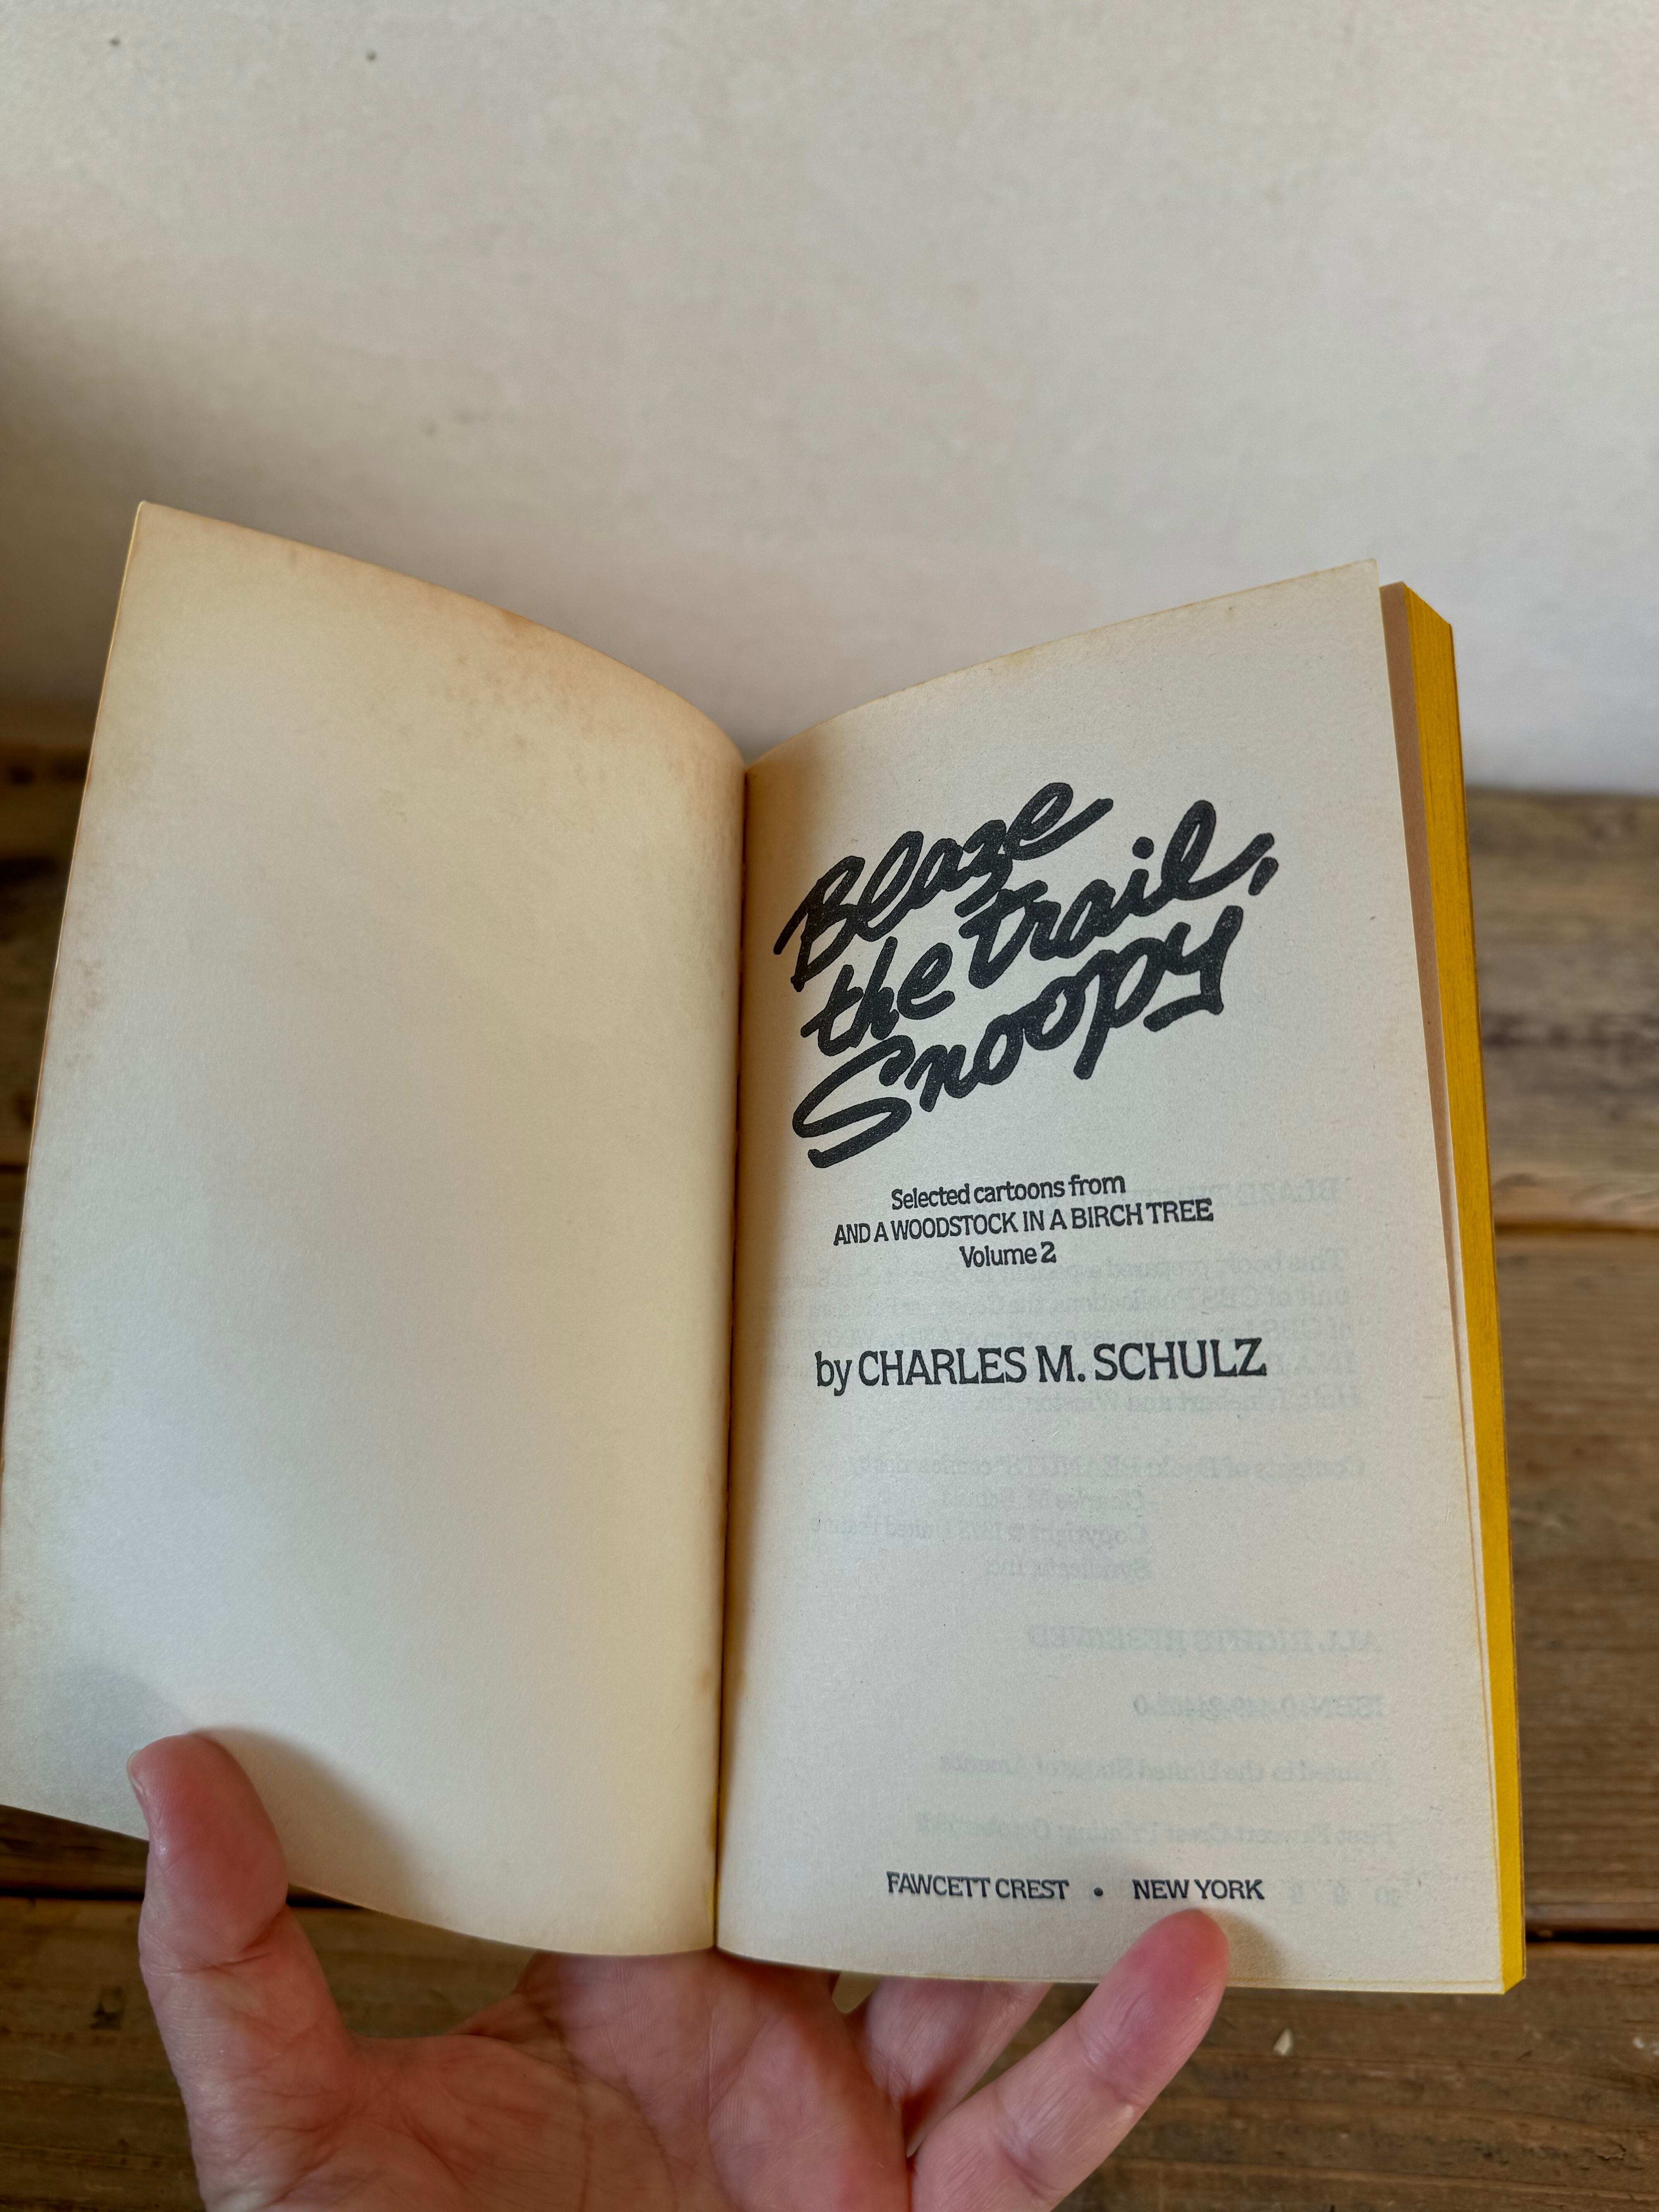 Blaze
the trail,
Snoopy
Selected cartoons from
AND A WOODSTOCK IN A BIRCH TREE
Volume 2
by CHARLES M. SCHULZ
FAWCETT CREST • NEW YORK